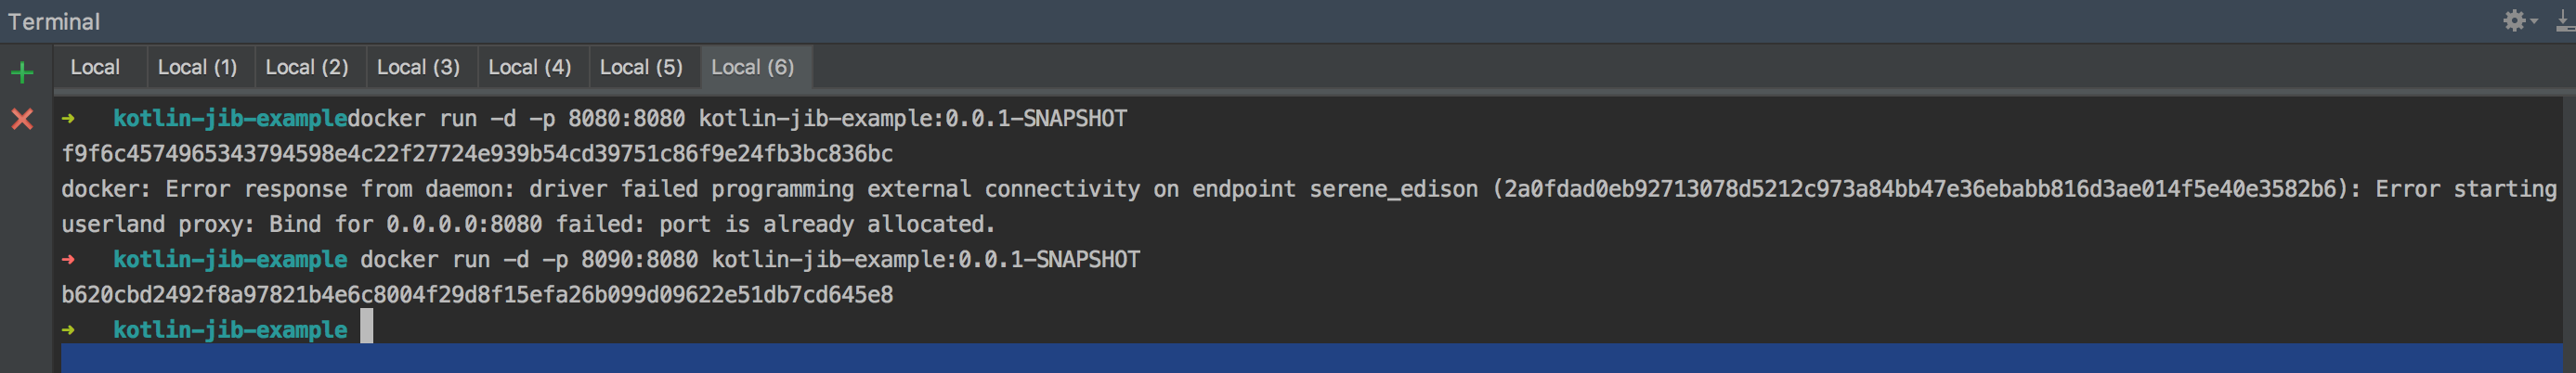 Terminal
Local Local (1) Local (2) Local (3) Local (4) Local (5) Local (6)
→ kotlin-jib-exampledocker run -d -p 8080:8080 kotlin-jib-example:0.0.1-SNAPSHOT
f9f6c4574965343794598e4c22f27724e939b54cd39751c86f9e24fb3bc836bc
docker: Error response from daemon: driver failed programming external connectivity on endpoint serene_edison (2a0fdad0eb92713078d5212c973a84bb47e36ebabb816d3ae014f5e40e3582b6): Error starting
userland proxy: Bind for 0.0.0.0:8080 failed: port is already allocated.
→ kotlin-jib-example docker run -d -p 8090:8080 kotlin-jib-example:0.0.1-SNAPSHOT
b620cbd2492f8a97821b4e6c8004f29d8f15efa26b099d09622e51db7cd645e8
→ kotlin-jib-example